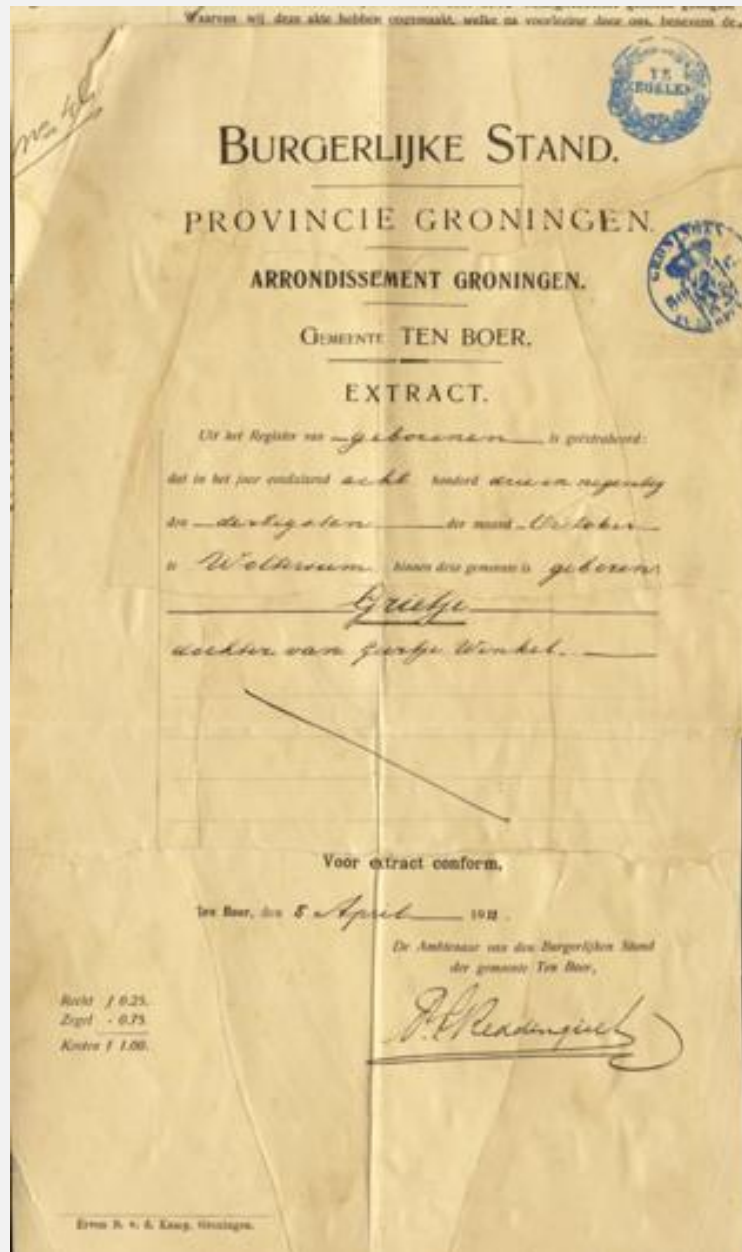 Waarvan wij deze akte hebben opgemaakt, welke na voorlezing door ons, benevens de
BURGERLIJKE STAND.
PROVINCIE GRONINGEN.
ARRONDISSEMENT GRONINGEN.
GEMEENTE TEN BOER.
EXTRACT.
Uit het Register van geborenen is geëxtraheerd:
dat in het jaar eenduizend acht honderd drie en negentig
den dertigsten der maand October
te Woltersum binnen deze gemeente is geboren:
Grietje
dochter van Geertje Winkel.
Voor extract conform,
Ten Boer, den 5 April 19
De Ambtenaar van den Burgerlijken Stand
der gemeente Ten Boer,
Recht f 0.25.
Zegel - 0.75
Kosten f 1.00.
Erven B. v. d. Kamp, Groningen.
TE
GRONINGEN